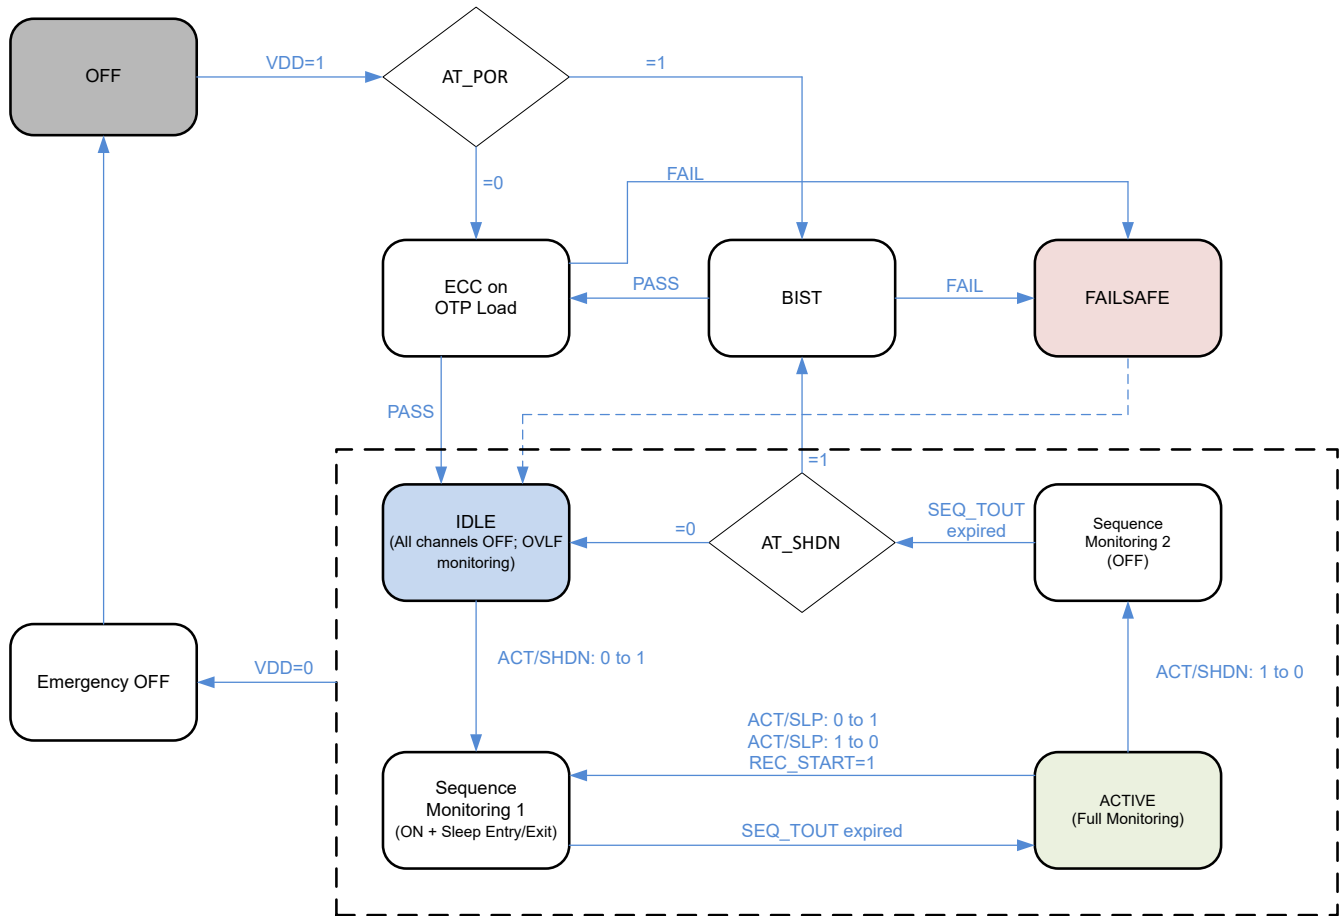 OFF
VDD=1
AT_POR
=1
=0
FAIL
ECC on
OTP Load
PASS
BIST
FAIL
FAILSAFE
PASS
=1
IDLE
(All channels OFF; OVLF
monitoring)
=0
AT_SHDN
SEQ_TOUT
expired
Sequence
Monitoring 2
(OFF)
Emergency OFF
VDD=0
ACT/SHDN: 0 to 1
ACT/SHDN: 1 to 0
ACT/SLP: 0 to 1
ACT/SLP: 1 to 0
REC_START=1
Sequence
Monitoring 1
(ON + Sleep Entry/Exit)
SEQ_TOUT expired
ACTIVE
(Full Monitoring)